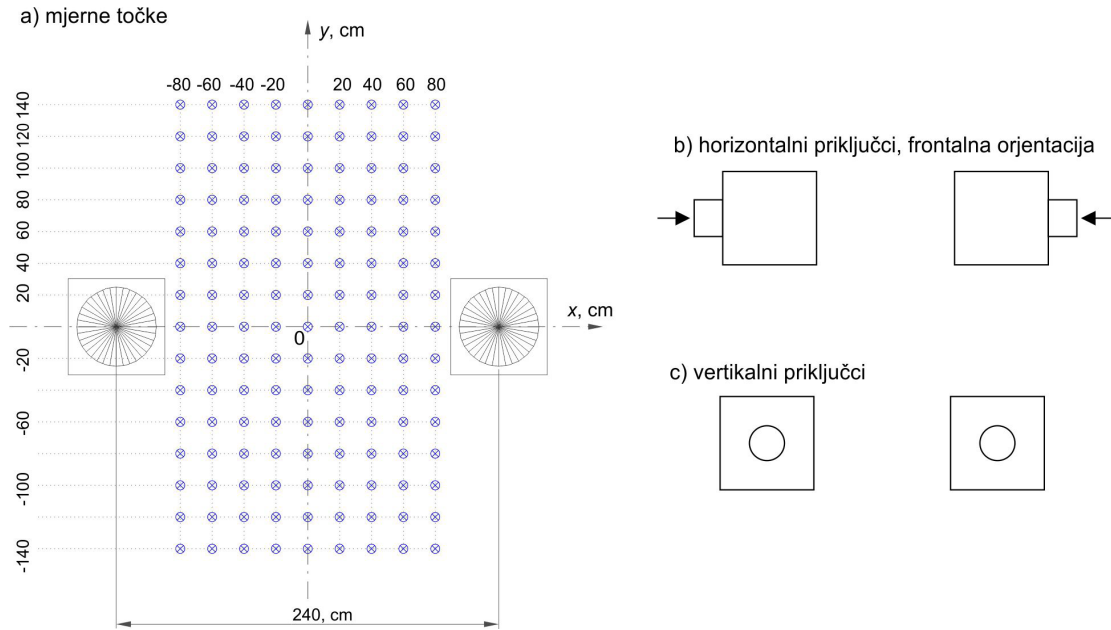 a) mjerne točke
y, cm
-80 -60 -40 -20 20 40 60 80
140
120
100
80
60
40
20
-20
-60
-100
-140
0
x, cm
240, cm
b) horizontalni priključci, frontalna orjentacija
c) vertikalni priključci